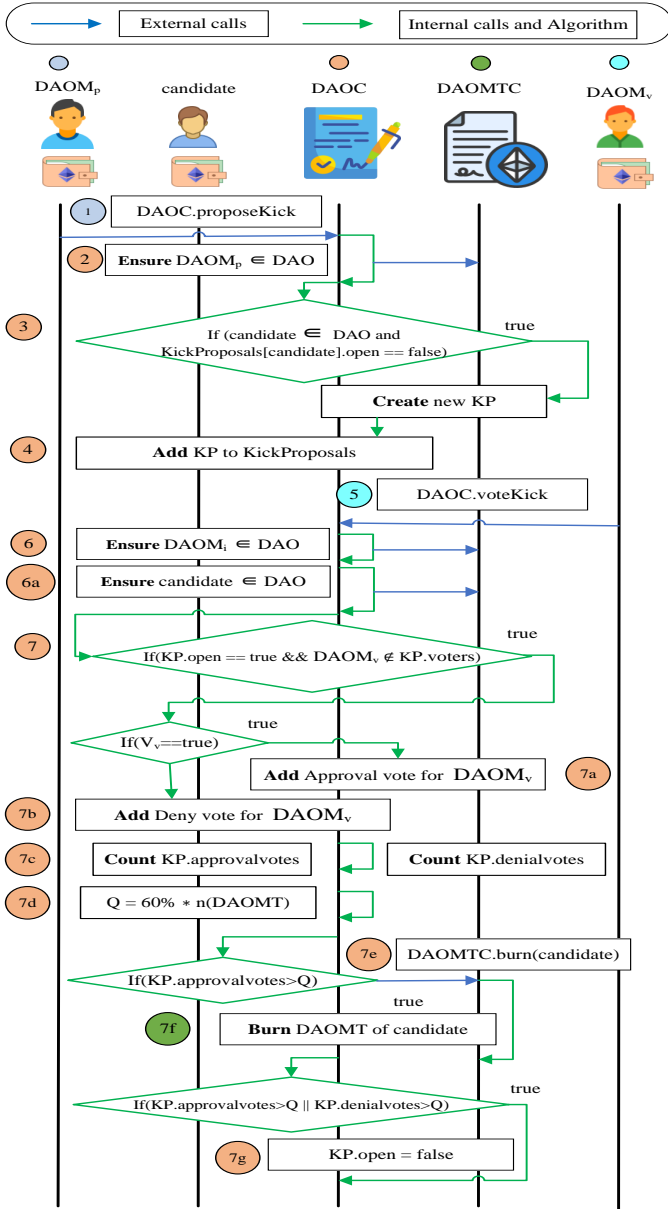 External calls
Internal calls and Algorithm
DAOMₚ
candidate
DAOC
DAOMTC
DAOMᵥ
1
DAOC.proposeKick
2
Ensure DAOMₚ ∈ DAO
3
If (candidate ∈ DAO and
KickProposals[candidate].open == false)
true
Create new KP
4
Add KP to KickProposals
5
DAOC.voteKick
6
Ensure DAOMᵢ ∈ DAO
6a
Ensure candidate ∈ DAO
7
If(KP.open == true && DAOMᵥ ∉ KP.voters)
true
If(Vᵥ==true)
true
Add Approval vote for DAOMᵥ
7a
7b
Add Deny vote for DAOMᵥ
7c
Count KP.approvalvotes
Count KP.denialvotes
7d
Q = 60% * n(DAOMT)
7e
DAOMTC.burn(candidate)
If(KP.approvalvotes>Q)
true
7f
Burn DAOMT of candidate
If(KP.approvalvotes>Q || KP.denialvotes>Q)
true
7g
KP.open = false